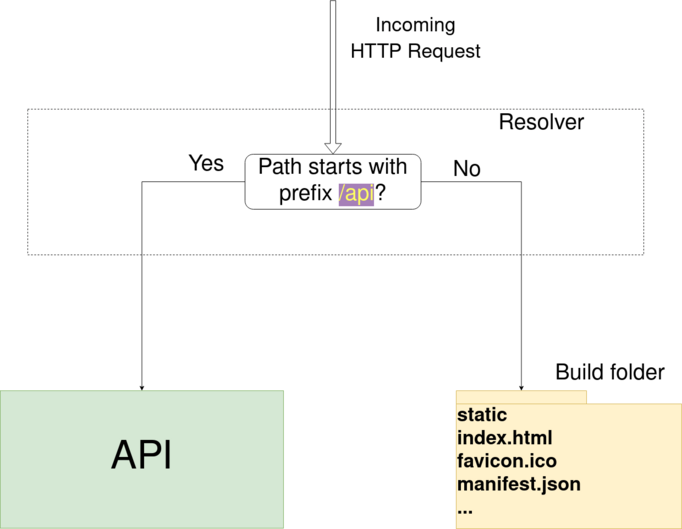 Incoming
HTTP Request
Resolver
Yes
Path starts with
prefix /api?
No
Build folder
API
static
index.html
favicon.ico
manifest.json
...